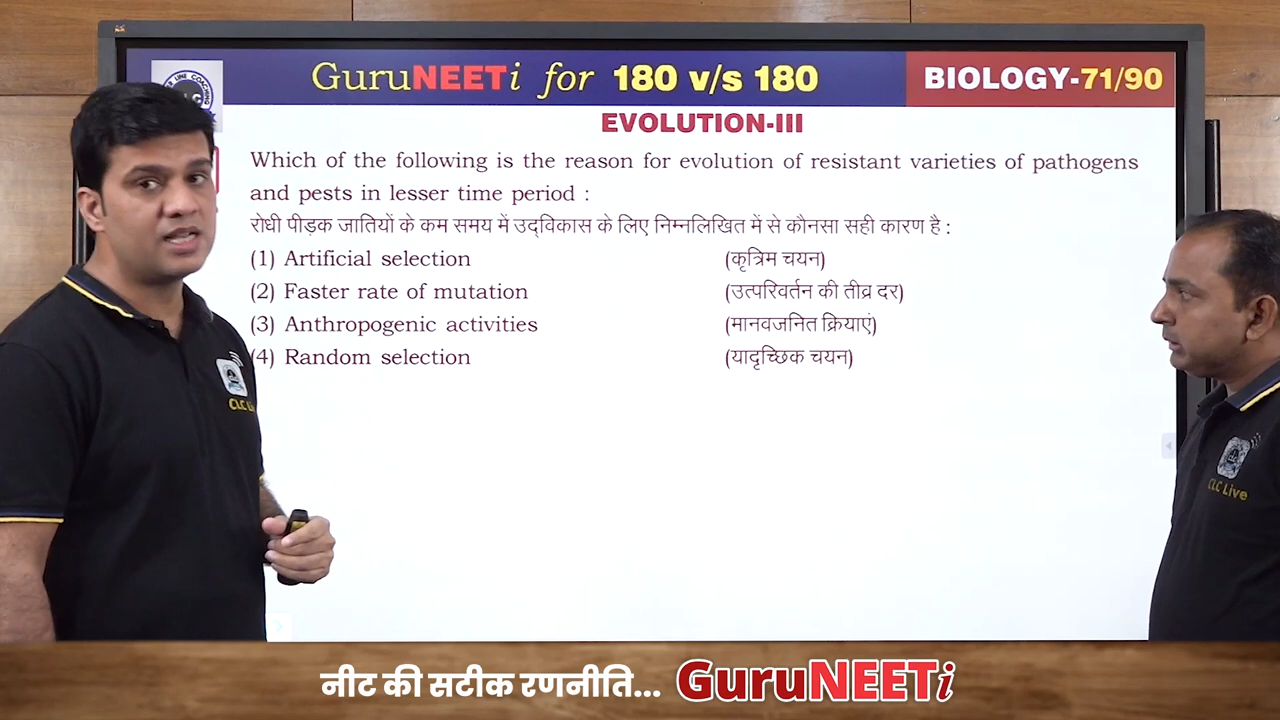 GuruNEETi for 180 v/s 180
BIOLOGY-71/90
EVOLUTION-III
Which of the following is the reason for evolution of resistant varieties of pathogens
and pests in lesser time period :
रोधी पीड़क जातियों के कम समय में उद्विकास के लिए निम्नलिखित में से कौनसा सही कारण है :
(1) Artificial selection (कृत्रिम चयन)
(2) Faster rate of mutation (उत्परिवर्तन की तीव्र दर)
(3) Anthropogenic activities (मानवजनित क्रियाएं)
(4) Random selection (यादृच्छिक चयन)
CLC
CLC Live
नीट की सटीक रणनीति... GuruNEETi